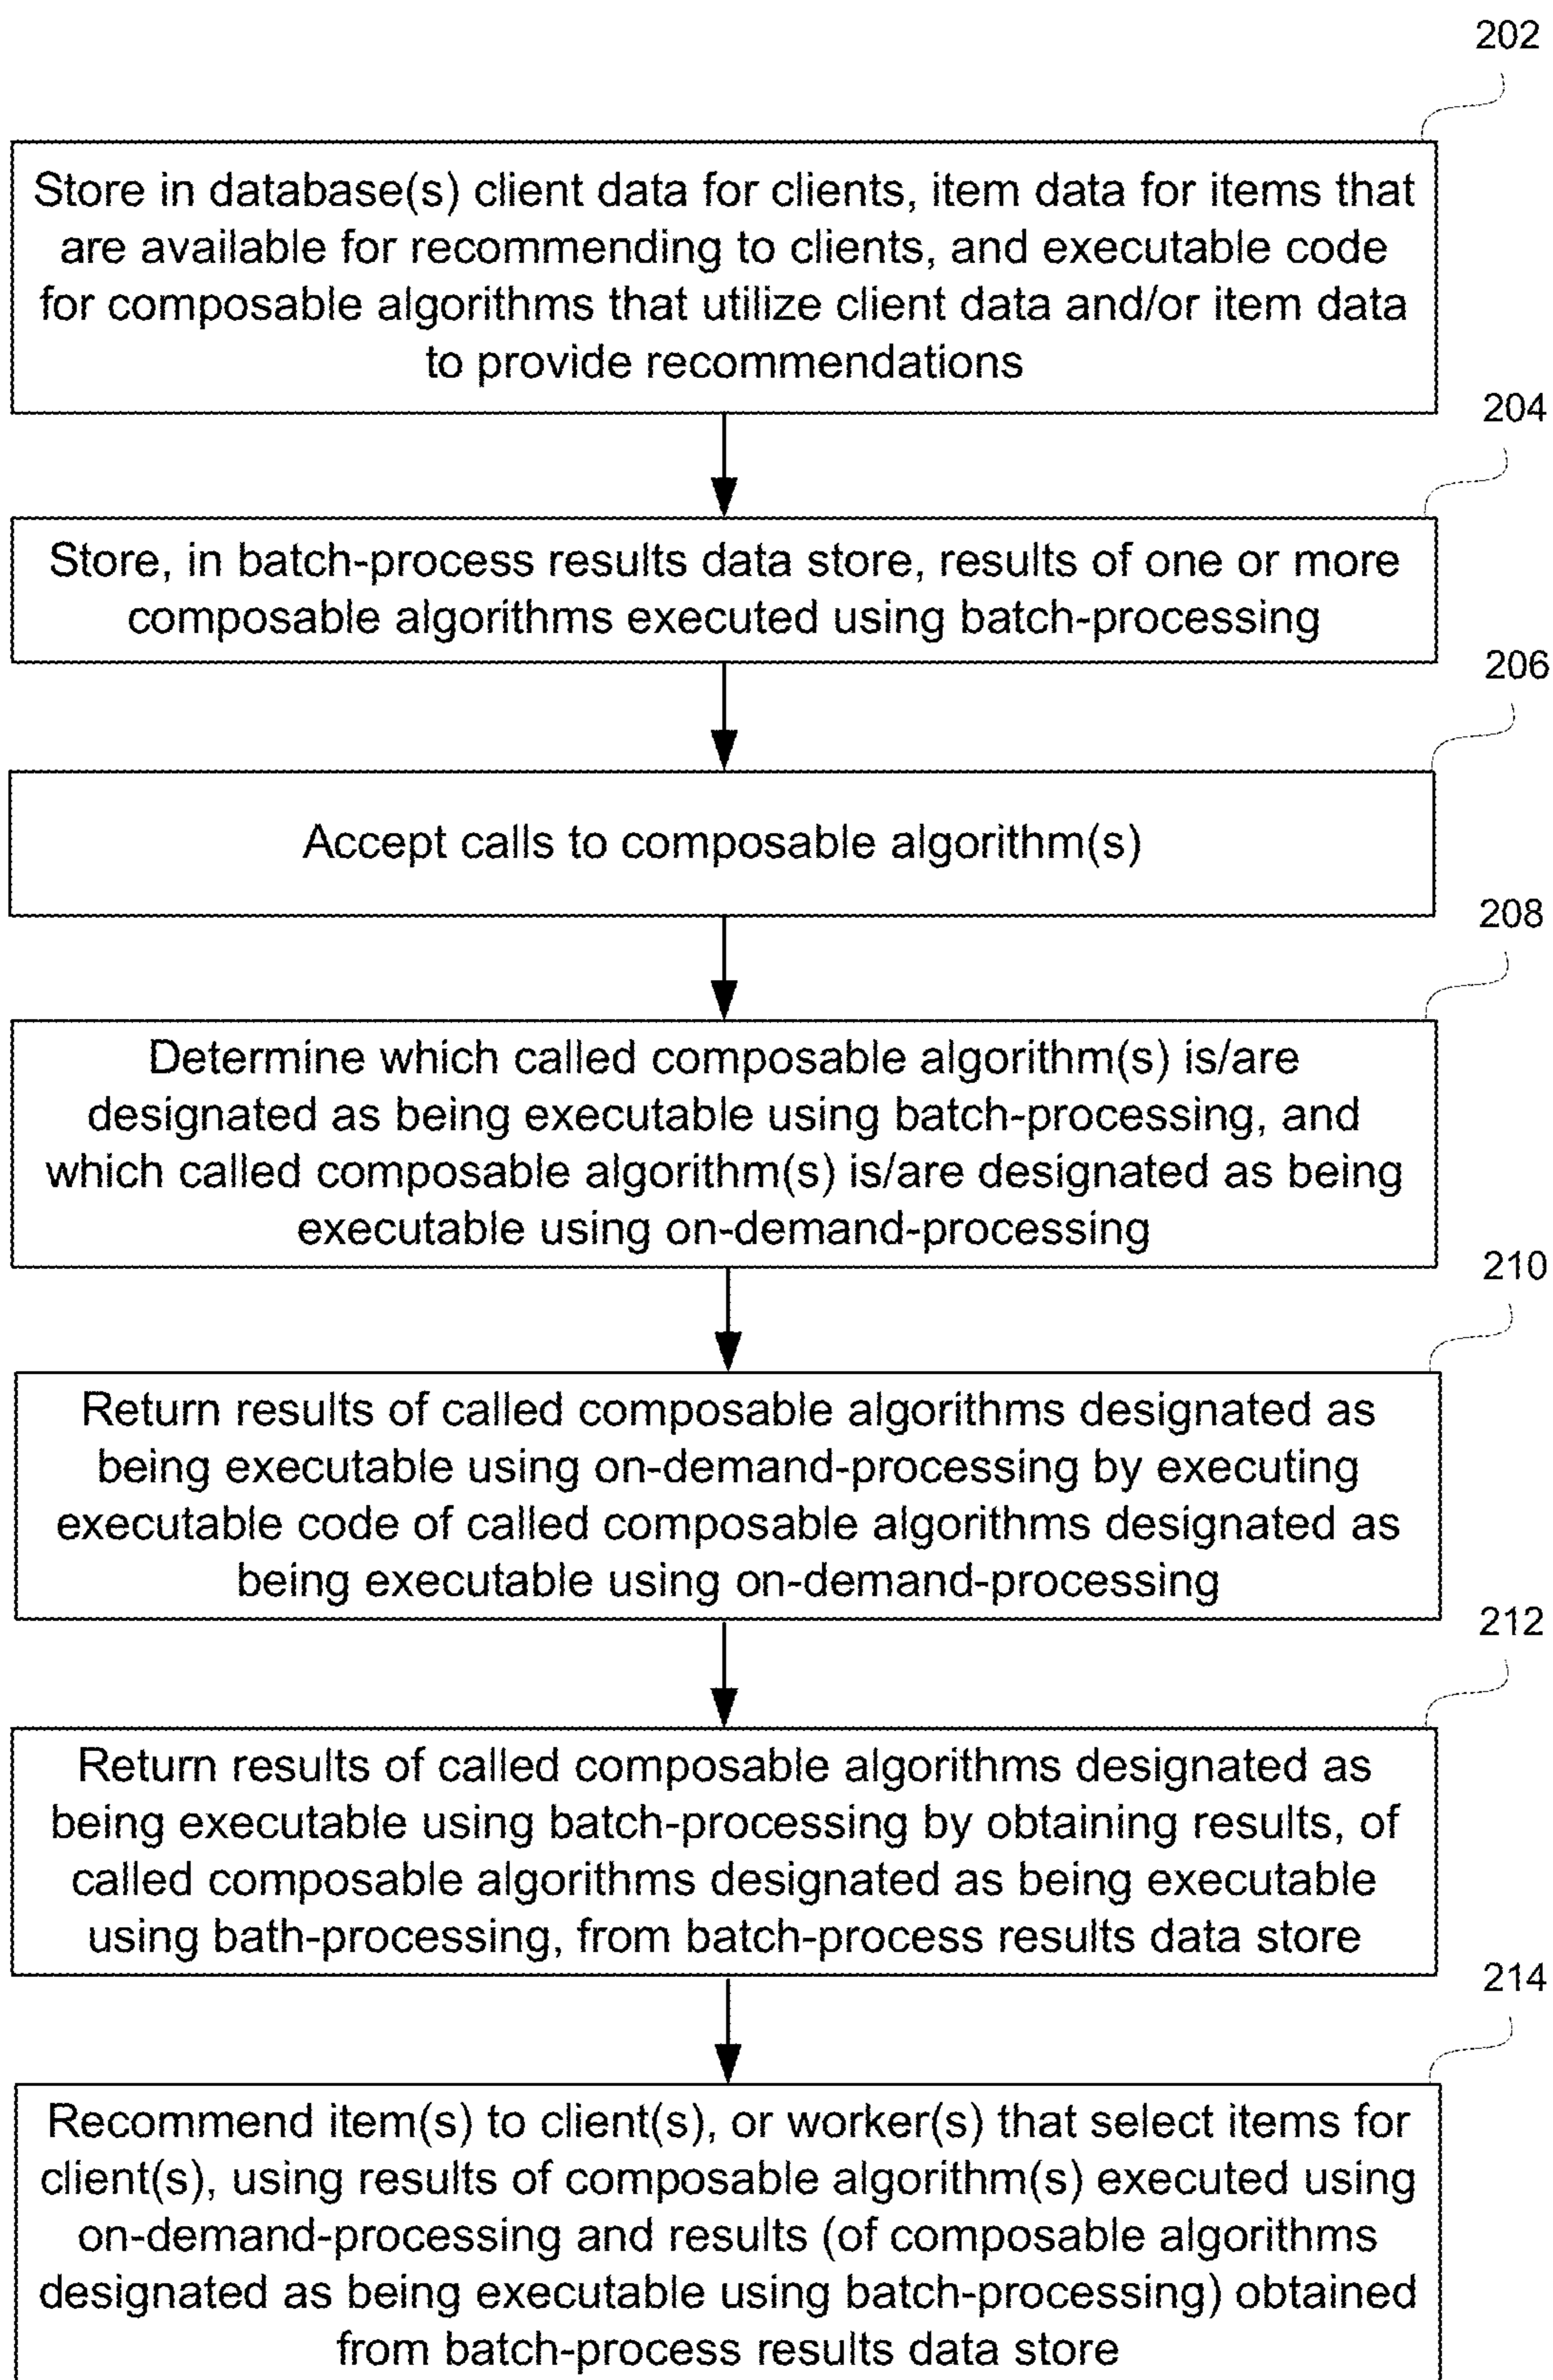 202
Store in database(s) client data for clients, item data for items that
are available for recommending to clients, and executable code
for composable algorithms that utilize client data and/or item data
to provide recommendations
204
Store, in batch-process results data store, results of one or more
composable algorithms executed using batch-processing
206
Accept calls to composable algorithm(s)
208
Determine which called composable algorithm(s) is/are
designated as being executable using batch-processing, and
which called composable algorithm(s) is/are designated as being
executable using on-demand-processing
210
Return results of called composable algorithms designated as
being executable using on-demand-processing by executing
executable code of called composable algorithms designated as
being executable using on-demand-processing
212
Return results of called composable algorithms designated as
being executable using batch-processing by obtaining results, of
called composable algorithms designated as being executable
using bath-processing, from batch-process results data store
214
Recommend item(s) to client(s), or worker(s) that select items for
client(s), using results of composable algorithm(s) executed using
on-demand-processing and results (of composable algorithms
designated as being executable using batch-processing) obtained
from batch-process results data store